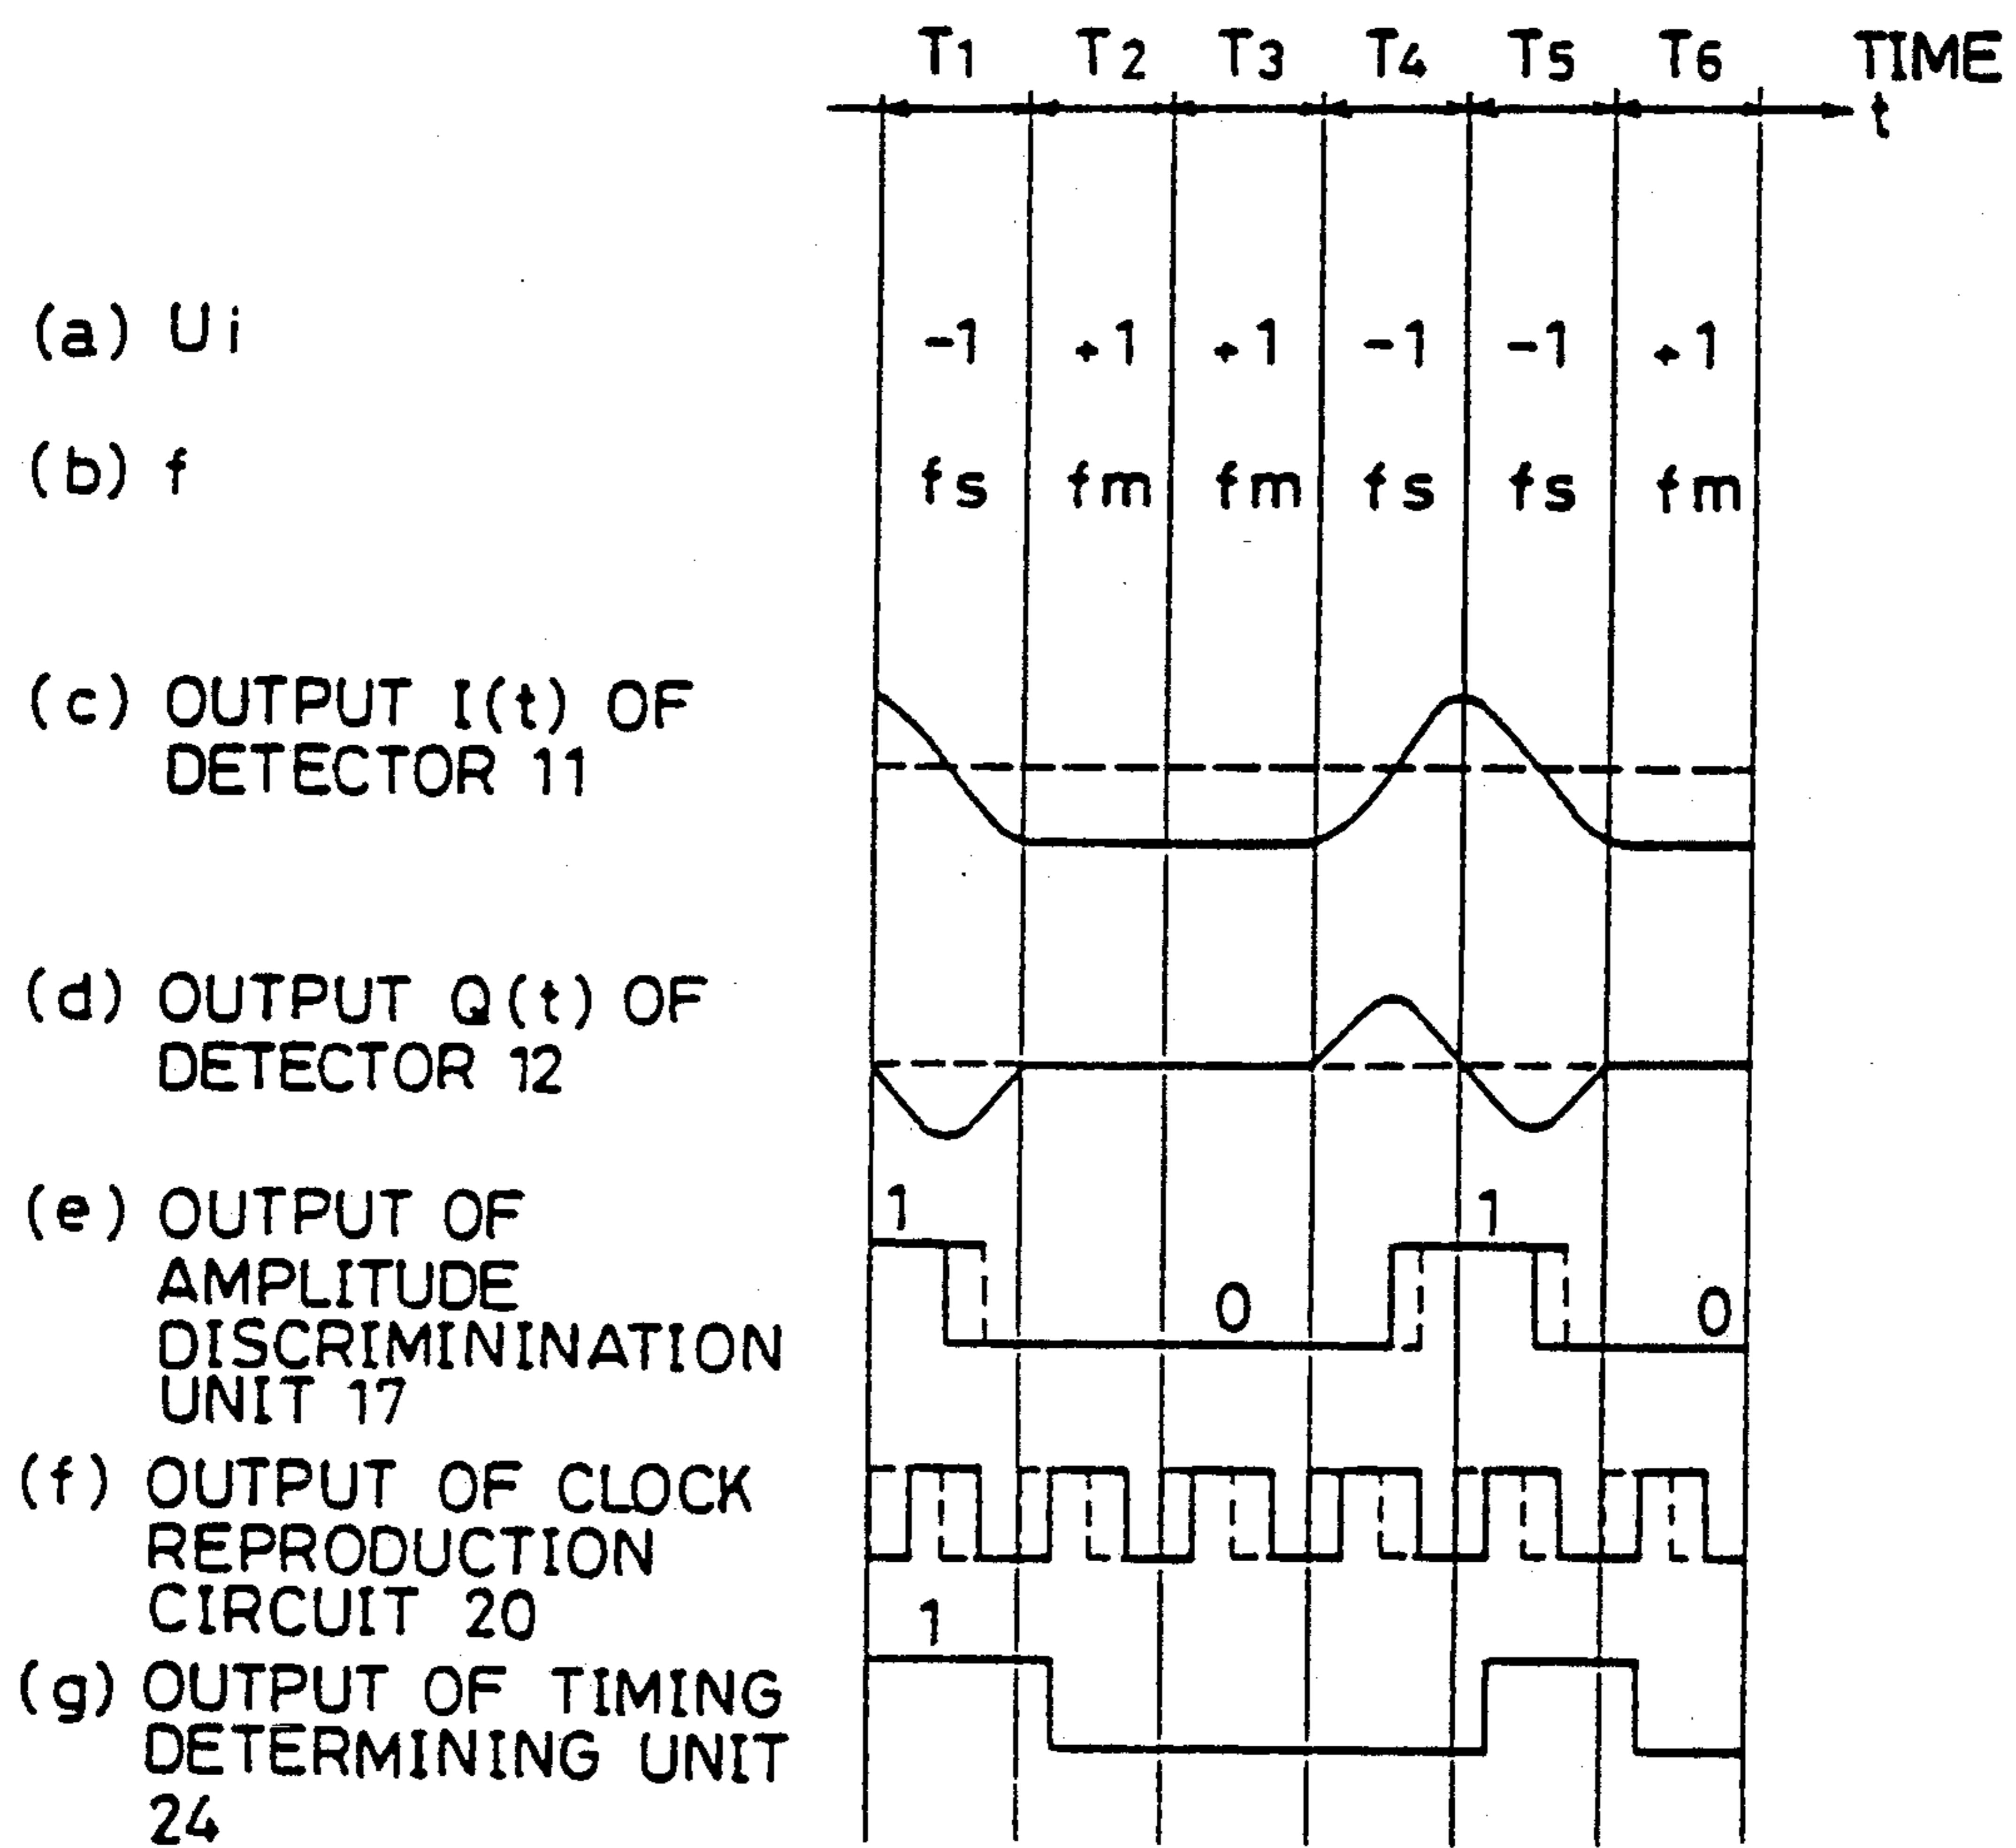 T1 T2 T3 T4 T5 T6 TIME
t
(a) Ui -1 +1 +1 -1 -1 +1
(b) f fs fm fm fs fs fm
(c) OUTPUT I(t) OF
DETECTOR 11
(d) OUTPUT Q(t) OF
DETECTOR 12
(e) OUTPUT OF 1 1
AMPLITUDE 0 0
DISCRIMININATION
UNIT 17
(f) OUTPUT OF CLOCK
REPRODUCTION
CIRCUIT 20 1
(g) OUTPUT OF TIMING
DETERMINING UNIT
24